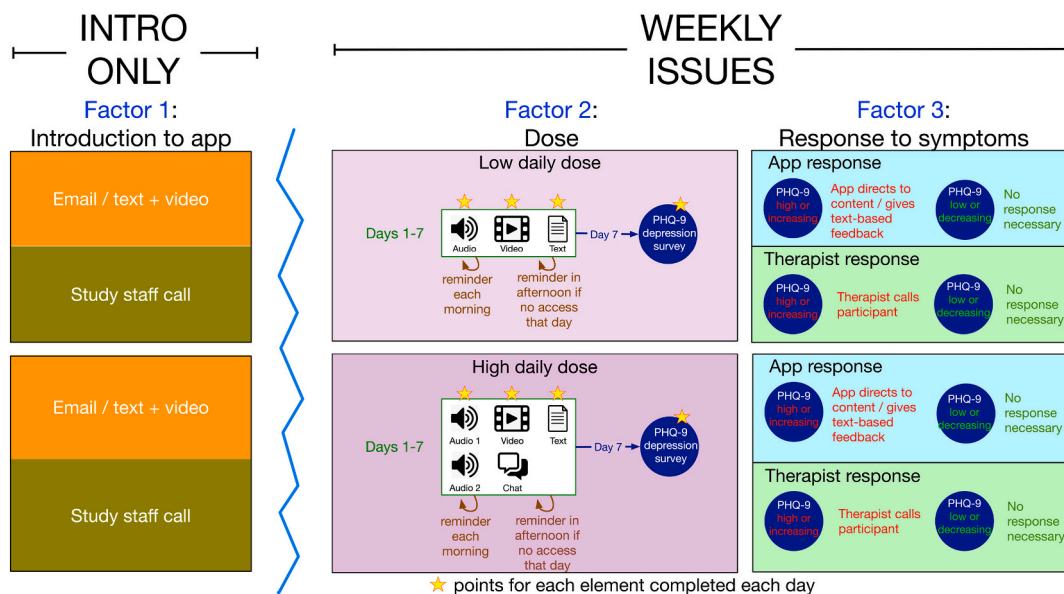 INTRO
ONLY
WEEKLY
ISSUES
Factor 1:
Introduction to app
Factor 2:
Dose
Factor 3:
Response to symptoms
Email / text + video
Study staff call
Email / text + video
Study staff call
Low daily dose
Days 1-7
Audio
Video
Text
Day 7
PHQ-9
depression
survey
reminder
each
morning
reminder in
afternoon if
no access
that day
High daily dose
Days 1-7
Audio 1
Video
Text
Audio 2
Chat
Day 7
PHQ-9
depression
survey
reminder
each
morning
reminder in
afternoon if
no access
that day
App response
PHQ-9
high or
increasing
App directs to
content / gives
text-based
feedback
PHQ-9
low or
decreasing
No
response
necessary
Therapist response
PHQ-9
high or
increasing
Therapist calls
participant
PHQ-9
low or
decreasing
No
response
necessary
App response
PHQ-9
high or
increasing
App directs to
content / gives
text-based
feedback
PHQ-9
low or
decreasing
No
response
necessary
Therapist response
PHQ-9
high or
increasing
Therapist calls
participant
PHQ-9
low or
decreasing
No
response
necessary
points for each element completed each day